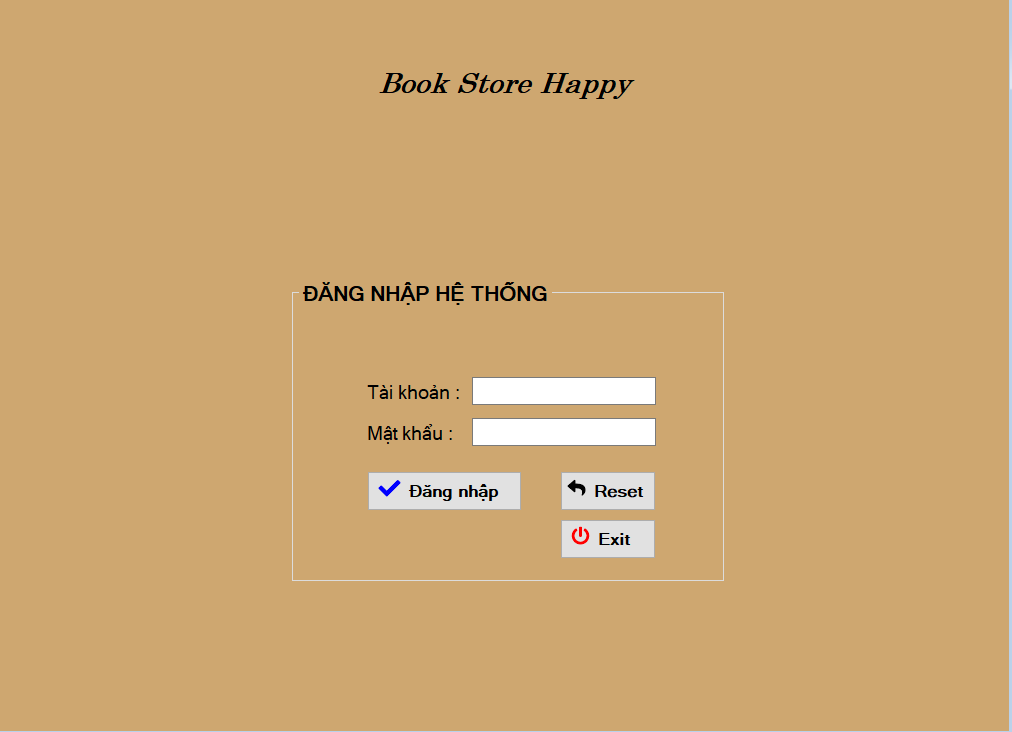 Book Store Happy
ĐĂNG NHẬP HỆ THỐNG
Tài khoản :
Mật khẩu :
Đăng nhập
Reset
Exit